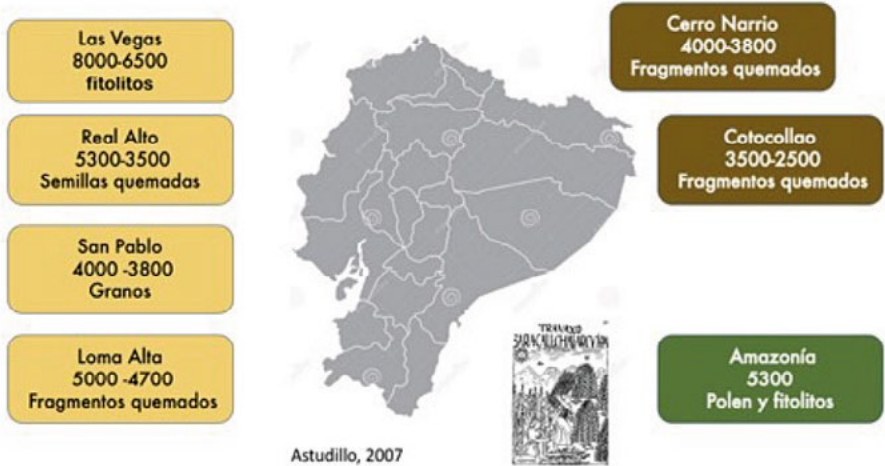 Las Vegas
8000-6500
fitolitos
Real Alto
5300-3500
Semillas quemadas
San Pablo
4000 -3800
Granos
Loma Alta
5000 -4700
Fragmentos quemados
Cerro Narrio
4000-3800
Fragmentos quemados
Cotocollao
3500-2500
Fragmentos quemados
Amazonía
5300
Polen y fitolitos
TRAVAXO
Astudillo, 2007